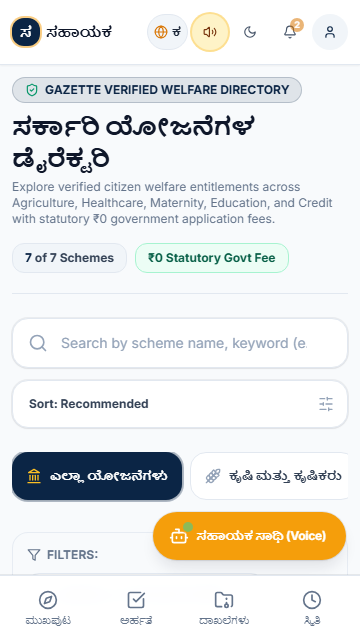 ಸ ಸಹಾಯಕ ಕ 2
GAZETTE VERIFIED WELFARE DIRECTORY
ಸರ್ಕಾರಿ ಯೋಜನೆಗಳ
ಡೈರೆಕ್ಟರಿ
Explore verified citizen welfare entitlements across
Agriculture, Healthcare, Maternity, Education, and Credit
with statutory ₹0 government application fees.
7 of 7 Schemes ₹0 Statutory Govt Fee
Search by scheme name, keyword (e
Sort: Recommended
ಎಲ್ಲಾ ಯೋಜನೆಗಳು ಕೃಷಿ ಮತ್ತು ಕೃಷಿಕರು
ಸಹಾಯಕ ಸಾಥಿ (Voice)
FILTERS:
ಮುಖಪುಟ ಅರ್ಹತೆ ದಾಖಲೆಗಳು ಸ್ಥಿತಿ